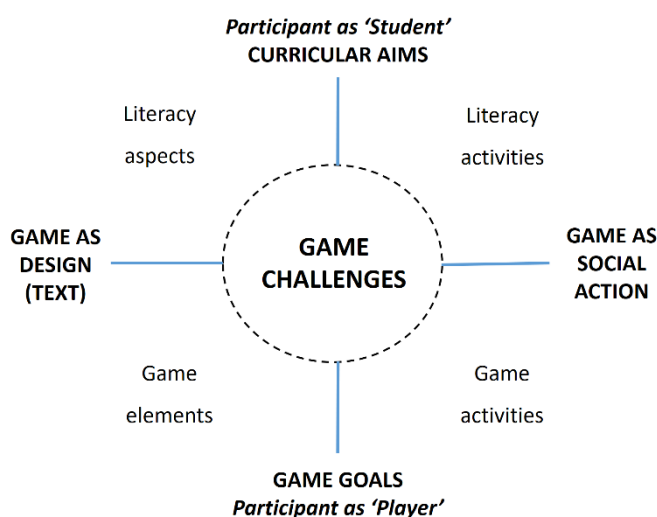 Participant as ‘Student’
CURRICULAR AIMS
Literacy
aspects
Literacy
activities
GAME AS
DESIGN
(TEXT)
GAME
CHALLENGES
GAME AS
SOCIAL
ACTION
Game
elements
Game
activities
GAME GOALS
Participant as ‘Player’